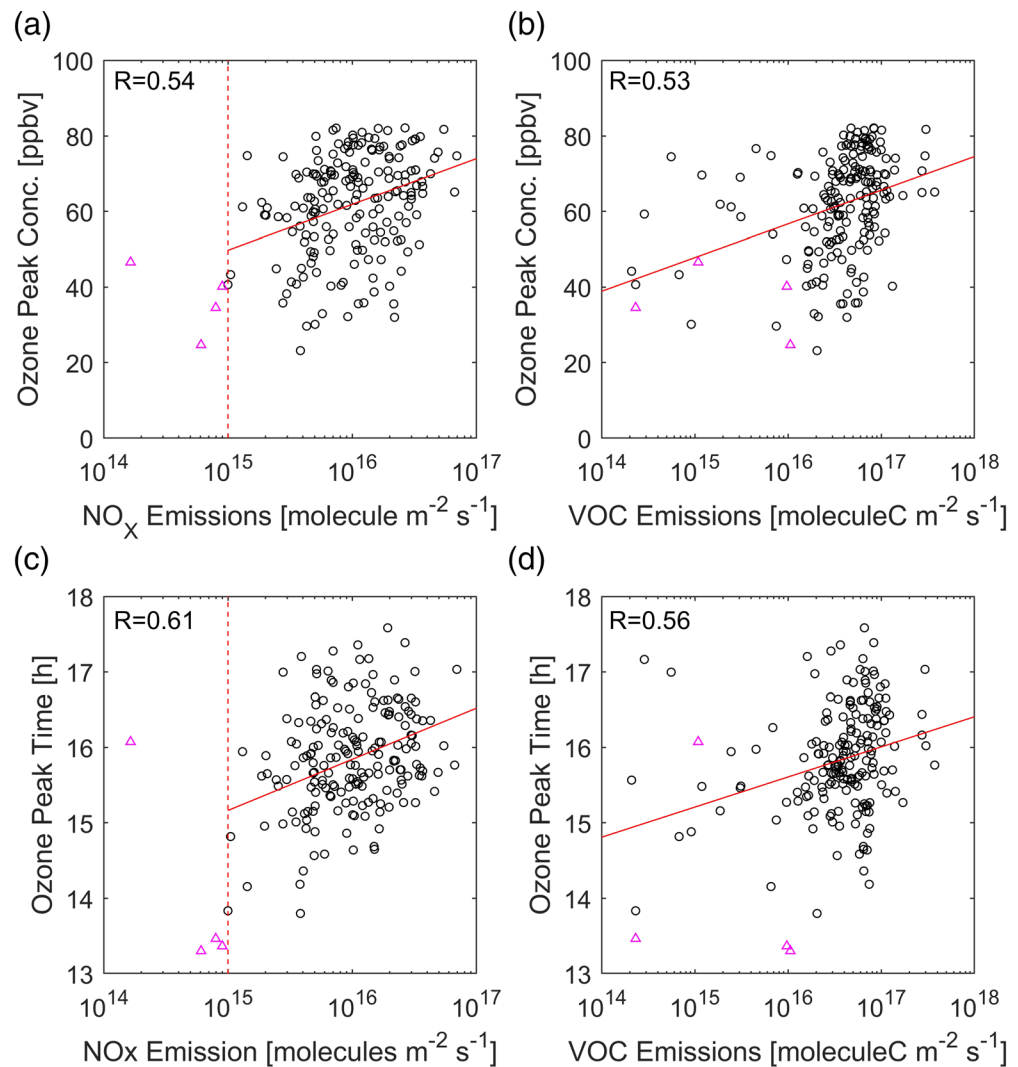 (a)
(b)
R=0.54
R=0.53
100
80
60
40
20
0
Ozone Peak Conc. [ppbv]
10^14 10^15 10^16 10^17
NO_X Emissions [molecule m^-2 s^-1]
100
80
60
40
20
0
Ozone Peak Conc. [ppbv]
10^14 10^15 10^16 10^17 10^18
VOC Emissions [moleculeC m^-2 s^-1]
(c)
(d)
R=0.61
R=0.56
18
17
16
15
14
13
Ozone Peak Time [h]
10^14 10^15 10^16 10^17
NOx Emission [molecules m^-2 s^-1]
18
17
16
15
14
13
Ozone Peak Time [h]
10^14 10^15 10^16 10^17 10^18
VOC Emissions [moleculeC m^-2 s^-1]